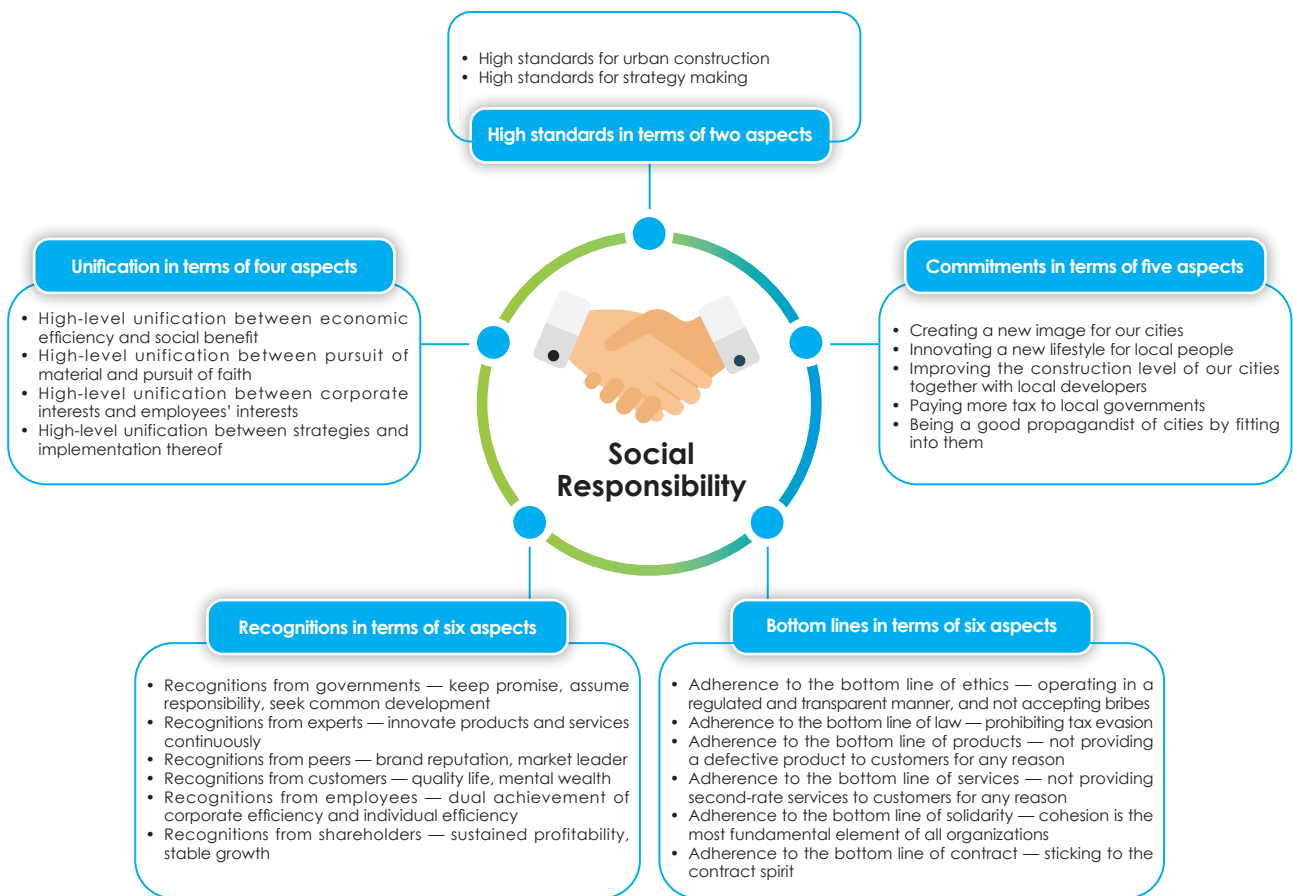 • High standards for urban construction
• High standards for strategy making
High standards in terms of two aspects
Unification in terms of four aspects
• High-level unification between economic
efficiency and social benefit
• High-level unification between pursuit of
material and pursuit of faith
• High-level unification between corporate
interests and employees’ interests
• High-level unification between strategies and
implementation thereof
Commitments in terms of five aspects
• Creating a new image for our cities
• Innovating a new lifestyle for local people
• Improving the construction level of our cities
together with local developers
• Paying more tax to local governments
• Being a good propagandist of cities by fitting
into them
Social
Responsibility
Recognitions in terms of six aspects
• Recognitions from governments — keep promise, assume
responsibility, seek common development
• Recognitions from experts — innovate products and services
continuously
• Recognitions from peers — brand reputation, market leader
• Recognitions from customers — quality life, mental wealth
• Recognitions from employees — dual achievement of
corporate efficiency and individual efficiency
• Recognitions from shareholders — sustained profitability,
stable growth
Bottom lines in terms of six aspects
• Adherence to the bottom line of ethics — operating in a
regulated and transparent manner, and not accepting bribes
• Adherence to the bottom line of law — prohibiting tax evasion
• Adherence to the bottom line of products — not providing
a defective product to customers for any reason
• Adherence to the bottom line of services — not providing
second-rate services to customers for any reason
• Adherence to the bottom line of solidarity — cohesion is the
most fundamental element of all organizations
• Adherence to the bottom line of contract — sticking to the
contract spirit